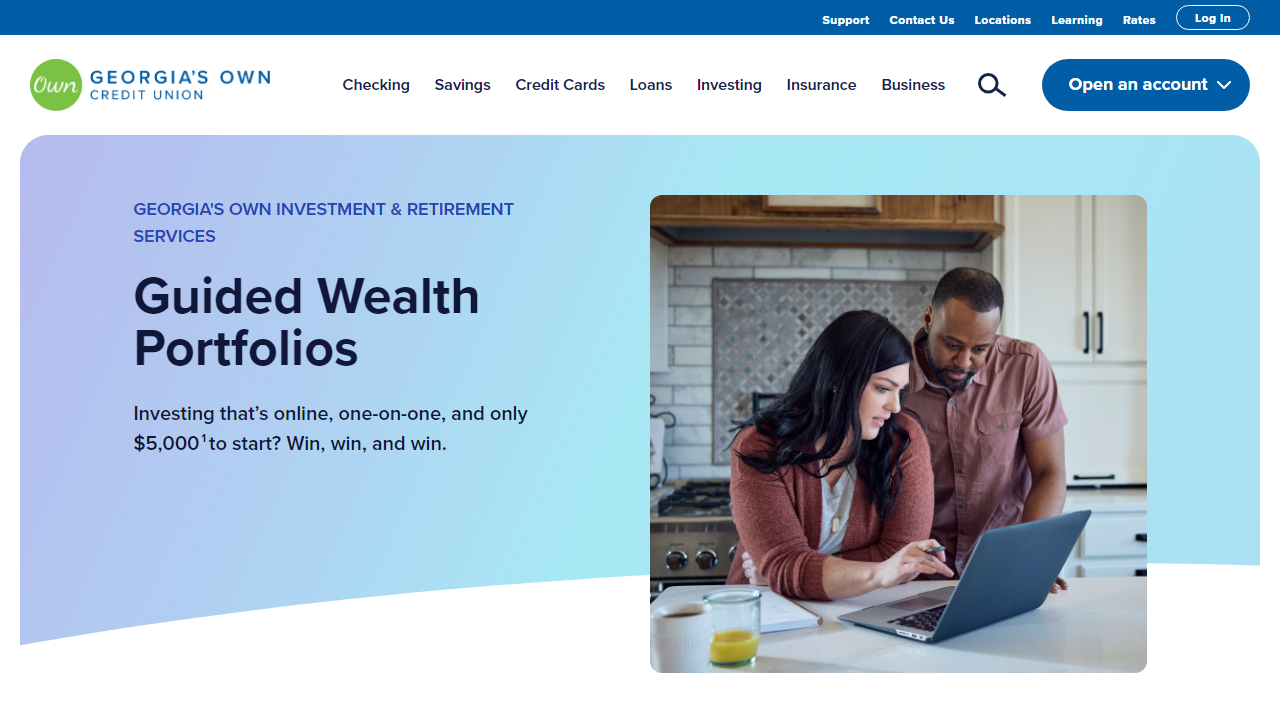 Support Contact Us Locations Learning Rates Log In
Own GEORGIA'S OWN
CREDIT UNION
Checking Savings Credit Cards Loans Investing Insurance Business Open an account
GEORGIA'S OWN INVESTMENT & RETIREMENT
SERVICES
Guided Wealth
Portfolios
Investing that’s online, one-on-one, and only
$5,000¹ to start? Win, win, and win.